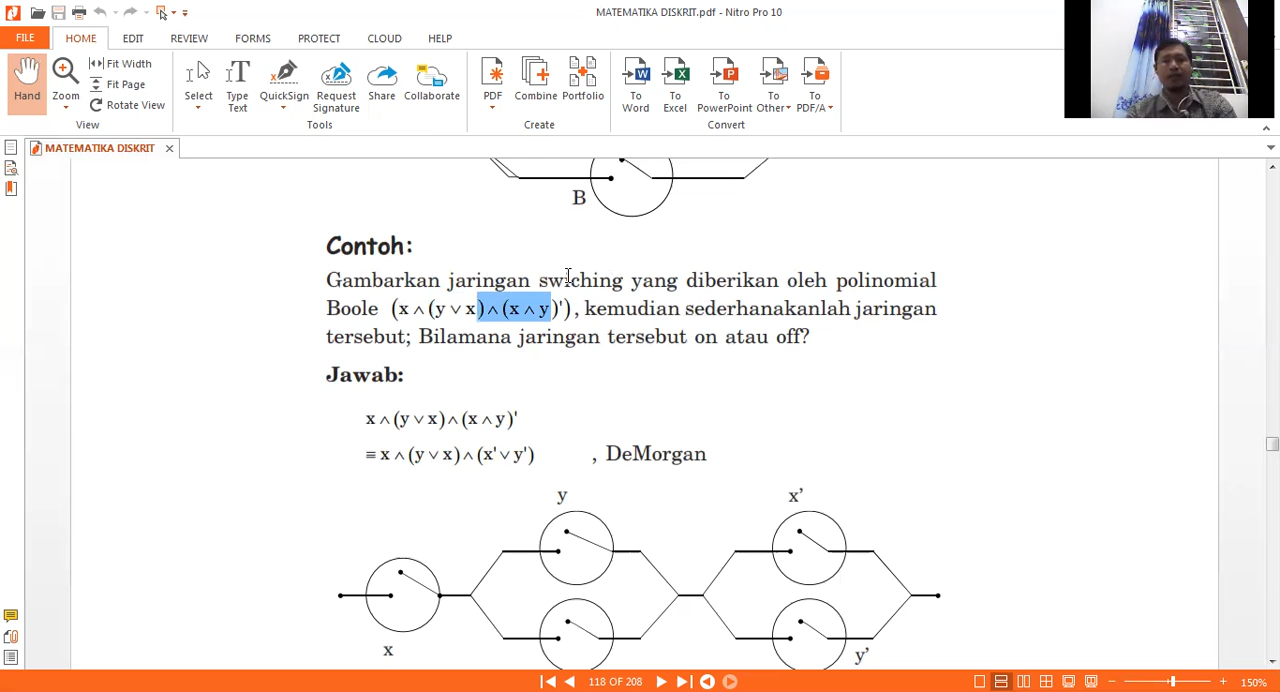 MATEMATIKA DISKRIT.pdf - Nitro Pro 10
FILE HOME EDIT REVIEW FORMS PROTECT CLOUD HELP
Hand Zoom Fit Width Fit Page Rotate View
View
Select Type Text QuickSign Request Signature Share Collaborate
Tools
PDF Combine Portfolio
Create
To Word To Excel To PowerPoint To Other To PDF/A
Convert
MATEMATIKA DISKRIT
B
Contoh:
Gambarkan jaringan swiching yang diberikan oleh polinomial
Boole (x ∧ (y ∨ x) ∧ (x ∧ y)'), kemudian sederhanakanlah jaringan
tersebut; Bilamana jaringan tersebut on atau off?
Jawab:
x ∧ (y ∨ x) ∧ (x ∧ y)'
≡ x ∧ (y ∨ x) ∧ (x' ∨ y') , DeMorgan
y x'
x y'
118 OF 208
150%